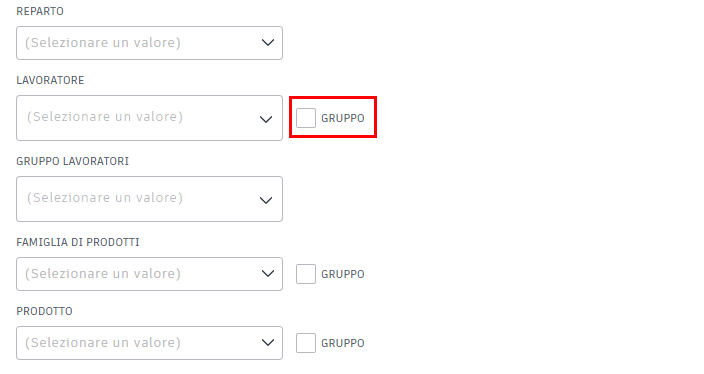 REPARTO
(Selezionare un valore)
LAVORATORE
(Selezionare un valore) GRUPPO
GRUPPO LAVORATORI
(Selezionare un valore)
FAMIGLIA DI PRODOTTI
(Selezionare un valore) GRUPPO
PRODOTTO
(Selezionare un valore) GRUPPO